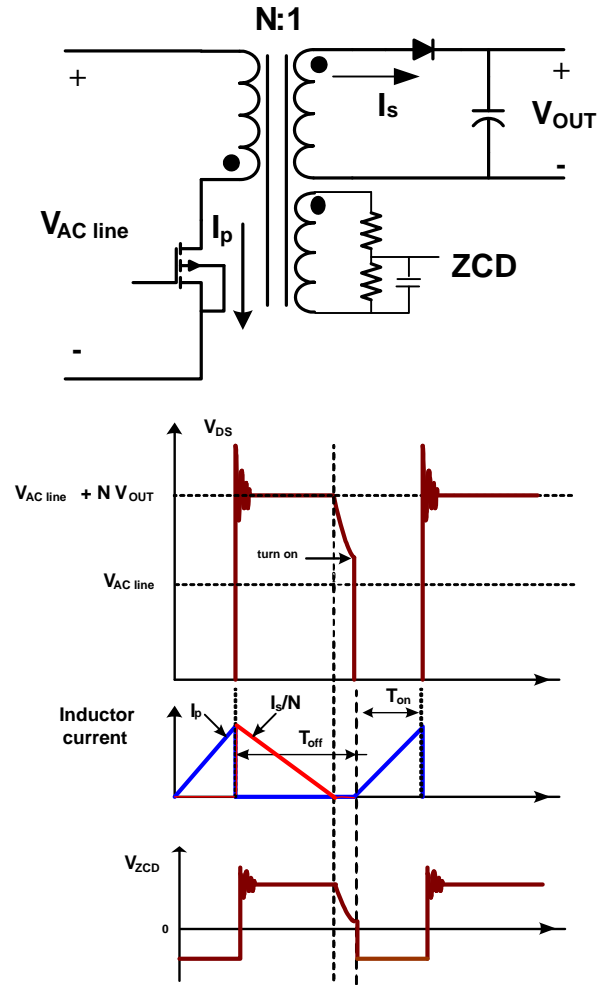 N:1
+
+
Is
VOUT
VAC line
Ip
ZCD
-
-
VDS
VAC line + N VOUT
turn on
VAC line
Inductor current
Ip
Is/N
Ton
Toff
VZCD
0